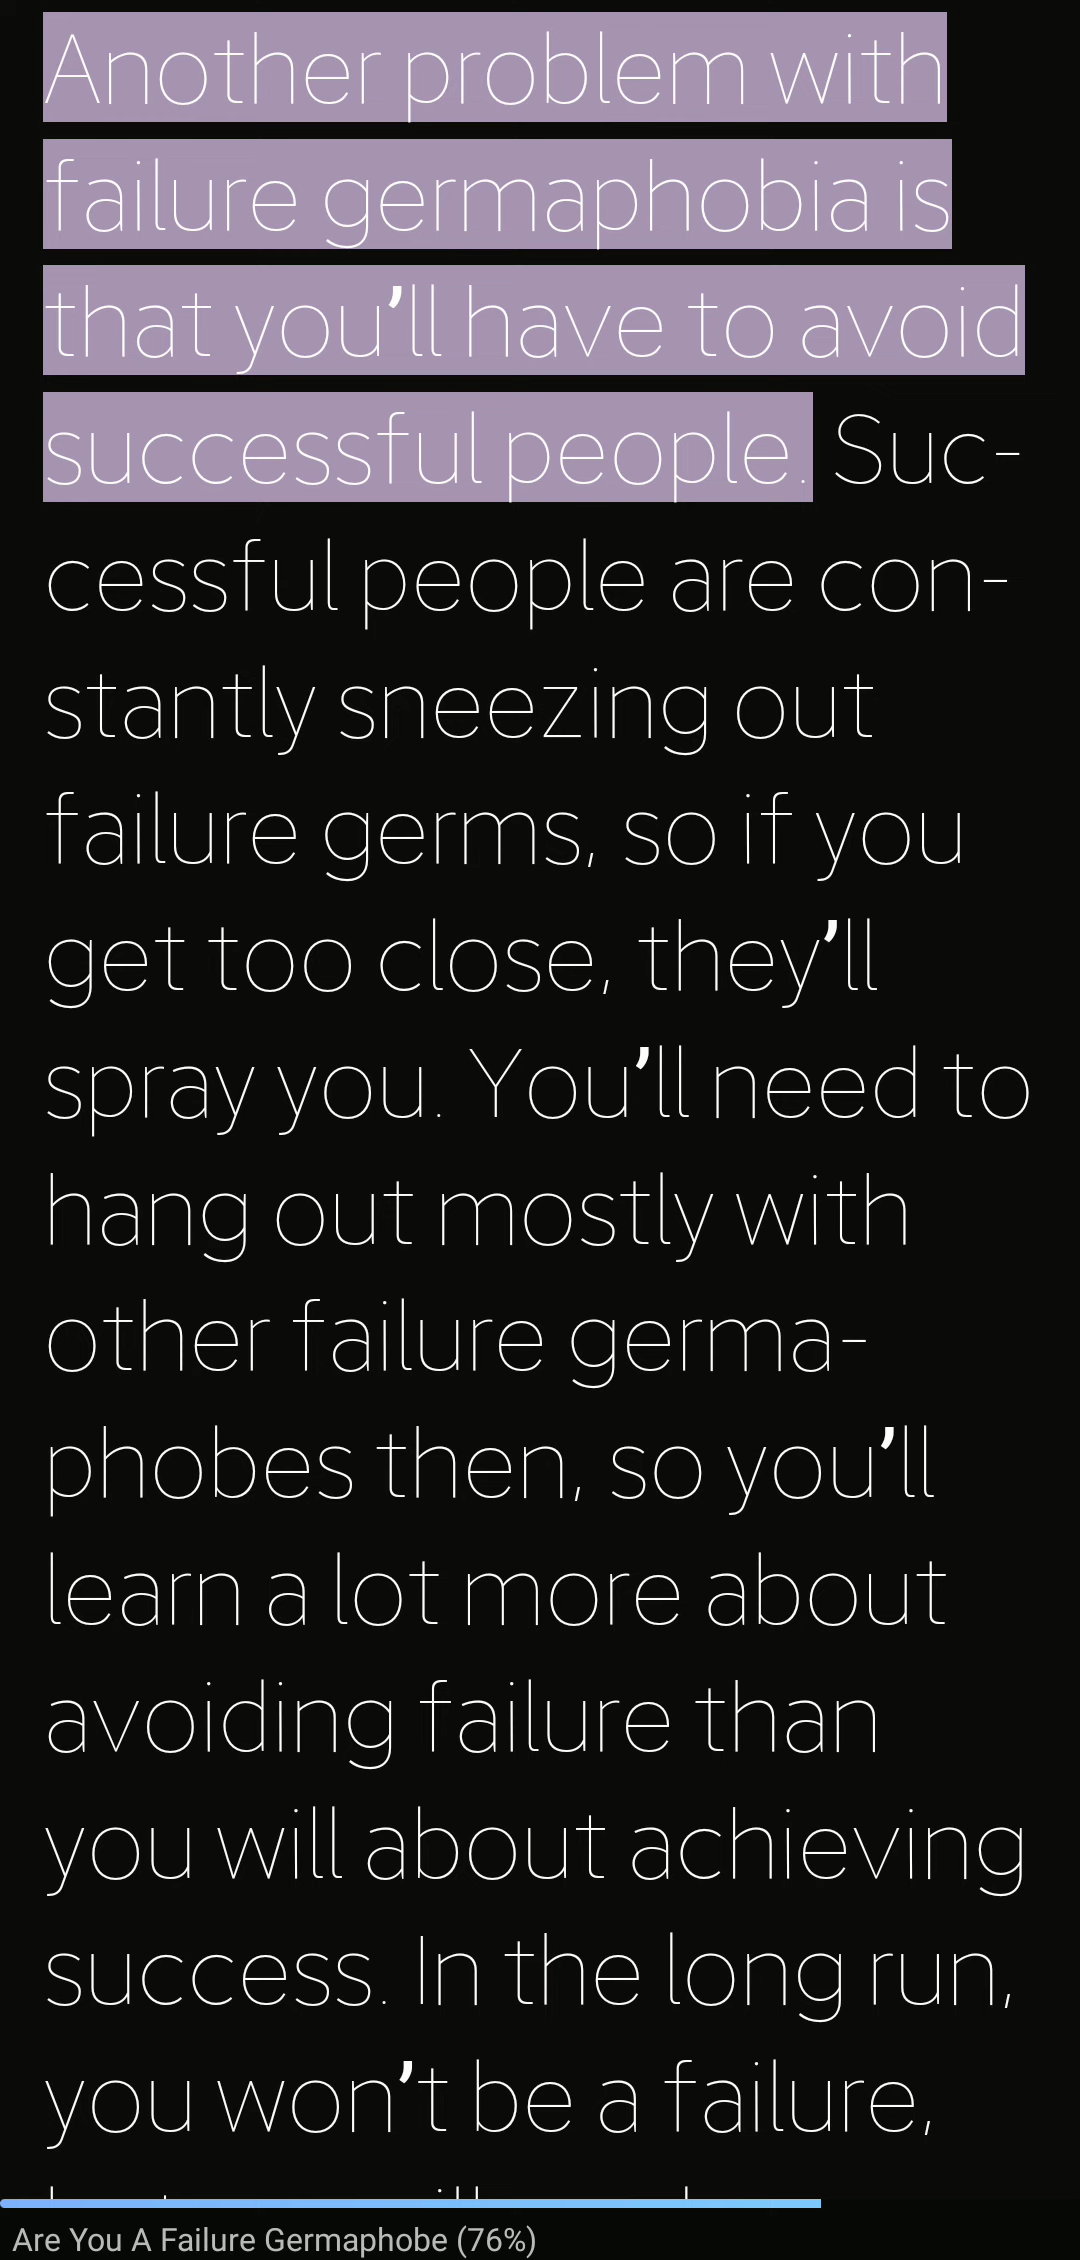 Another problem with
failure germaphobia is
that you’ll have to avoid
successful people. Suc-
cessful people are con-
stantly sneezing out
failure germs, so if you
get too close, they’ll
spray you. You’ll need to
hang out mostly with
other failure germa-
phobes then, so you’ll
learn a lot more about
avoiding failure than
you will about achieving
success. In the long run,
you won’t be a failure,
Are You A Failure Germaphobe (76%)